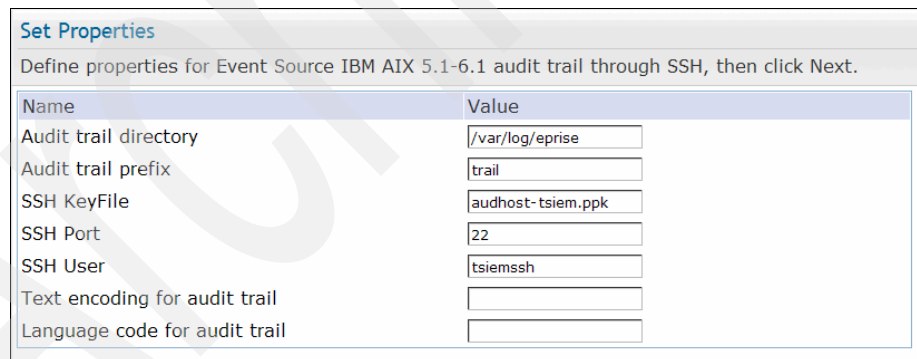 Set Properties
Define properties for Event Source IBM AIX 5.1-6.1 audit trail through SSH, then click Next.
Name Value
Audit trail directory /var/log/eprise
Audit trail prefix trail
SSH KeyFile audhost-tsiem.ppk
SSH Port 22
SSH User tsiemssh
Text encoding for audit trail
Language code for audit trail